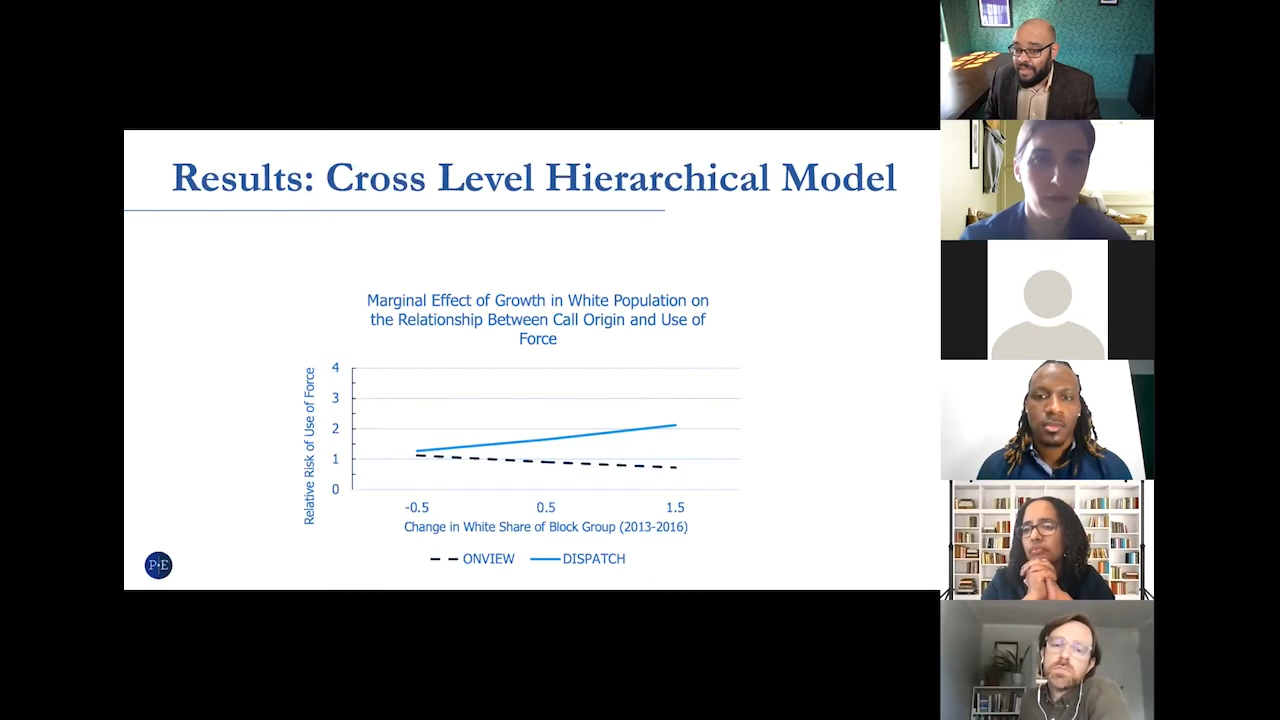 Results: Cross Level Hierarchical Model
Marginal Effect of Growth in White Population on
the Relationship Between Call Origin and Use of
Force
Relative Risk of Use of Force
4
3
2
1
0
-0.5 0.5 1.5
Change in White Share of Block Group (2013-2016)
ONVIEW DISPATCH
P+E